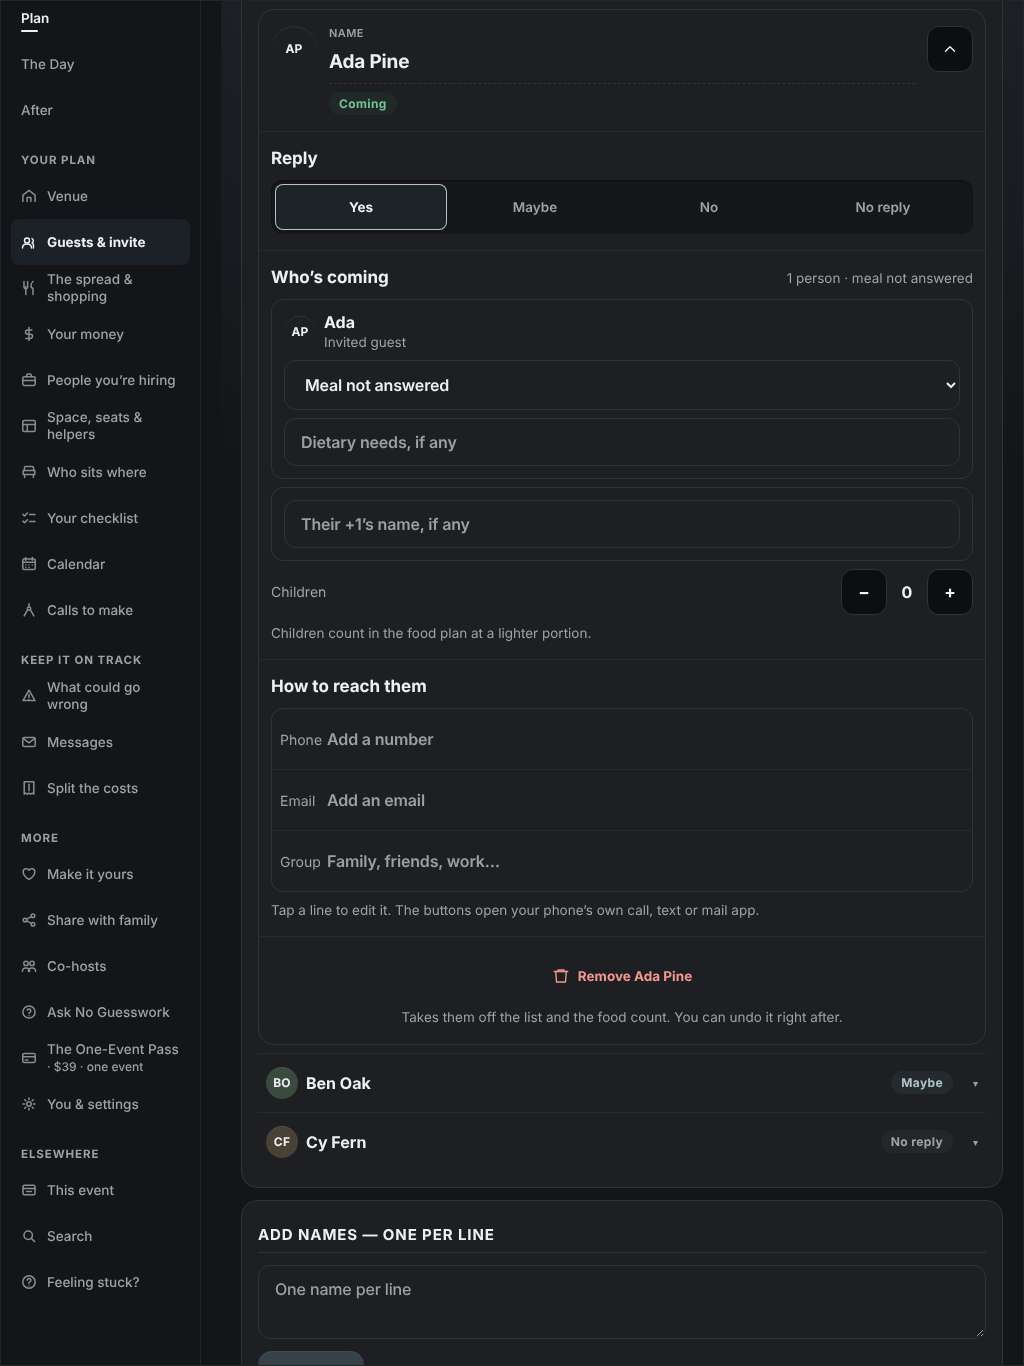 Plan
The Day
After
YOUR PLAN
Venue
Guests & invite
The spread &
shopping
Your money
People you’re hiring
Space, seats &
helpers
Who sits where
Your checklist
Calendar
Calls to make
KEEP IT ON TRACK
What could go
wrong
Messages
Split the costs
MORE
Make it yours
Share with family
Co-hosts
Ask No Guesswork
The One-Event Pass
· $39 · one event
You & settings
ELSEWHERE
This event
Search
Feeling stuck?
AP
NAME
Ada Pine
Coming
Reply
Yes
Maybe
No
No reply
Who’s coming
1 person · meal not answered
AP
Ada
Invited guest
Meal not answered
Dietary needs, if any
Their +1’s name, if any
Children
− 0 +
Children count in the food plan at a lighter portion.
How to reach them
Phone Add a number
Email Add an email
Group Family, friends, work…
Tap a line to edit it. The buttons open your phone’s own call, text or mail app.
Remove Ada Pine
Takes them off the list and the food count. You can undo it right after.
BO Ben Oak Maybe
CF Cy Fern No reply
ADD NAMES — ONE PER LINE
One name per line